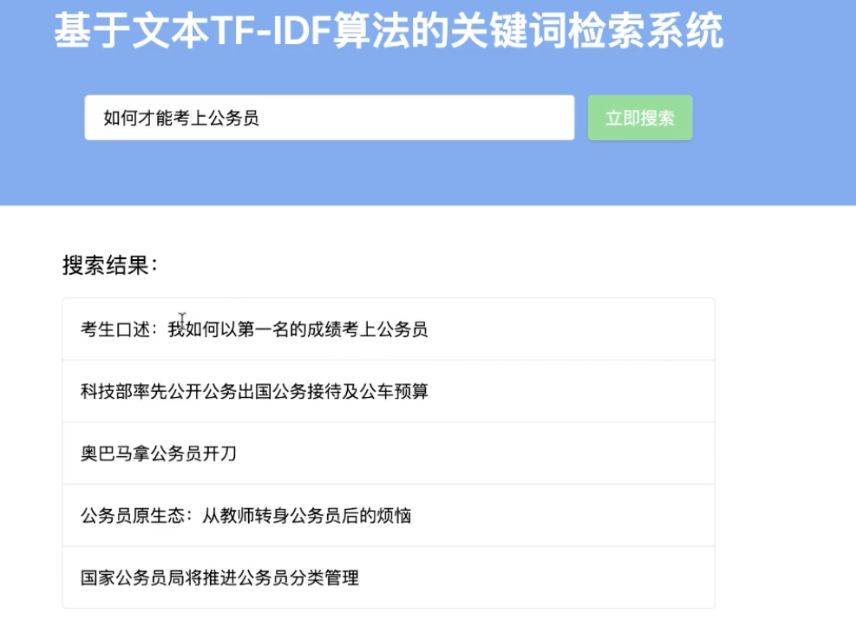 基于文本TF-IDF算法的关键词检索系统
如何才能考上公务员
立即搜索
搜索结果：
考生口述：我如何以第一名的成绩考上公务员
科技部率先公开公务出国公务接待及公车预算
奥巴马拿公务员开刀
公务员原生态：从教师转身公务员后的烦恼
国家公务员局将推进公务员分类管理